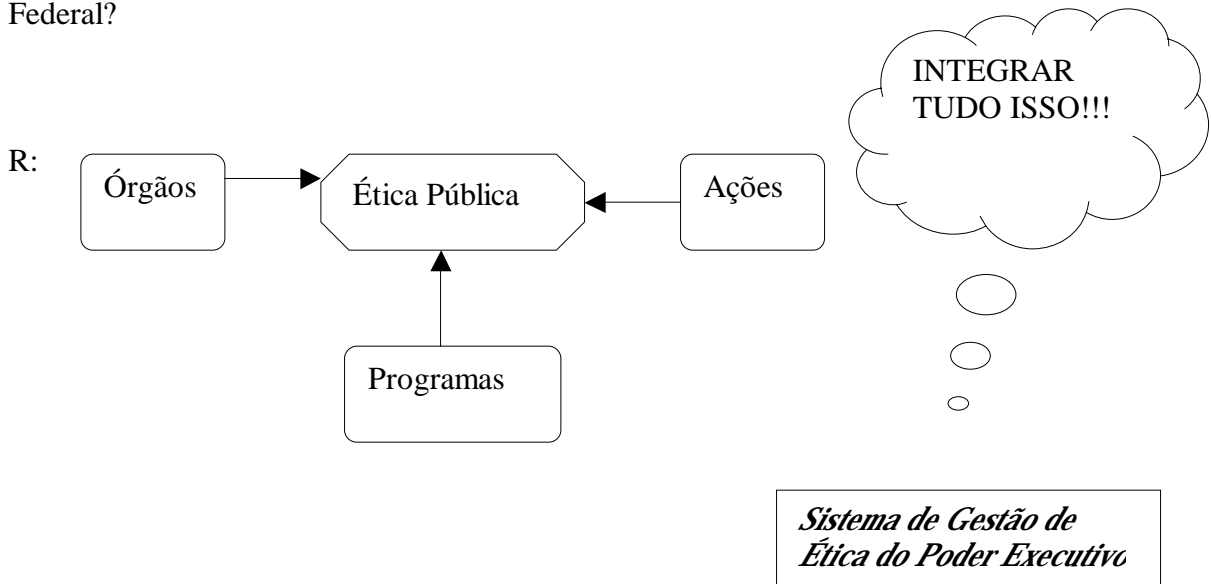 Federal?
INTEGRAR
TUDO ISSO!!!
R:
Órgãos
Ética Pública
Ações
Programas
Sistema de Gestão de
Ética do Poder Executivo